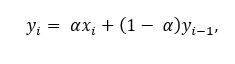 yᵢ = αxᵢ + (1 − α)yᵢ₋₁,